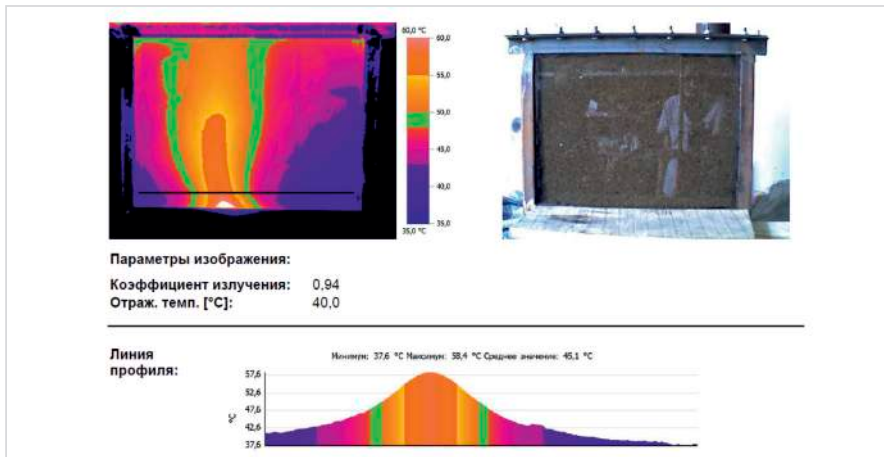 60,0 °C
60,0
55,0
50,0
45,0
40,0
35,0
35,0 °C
Параметры изображения:
Коэффициент излучения: 0,94
Отраж. темп. [°C]: 40,0
Линия профиля:
Минимум: 37,6 °C Максимум: 58,4 °C Среднее значение: 45,1 °C
°C
57,6
52,6
47,6
42,6
37,6